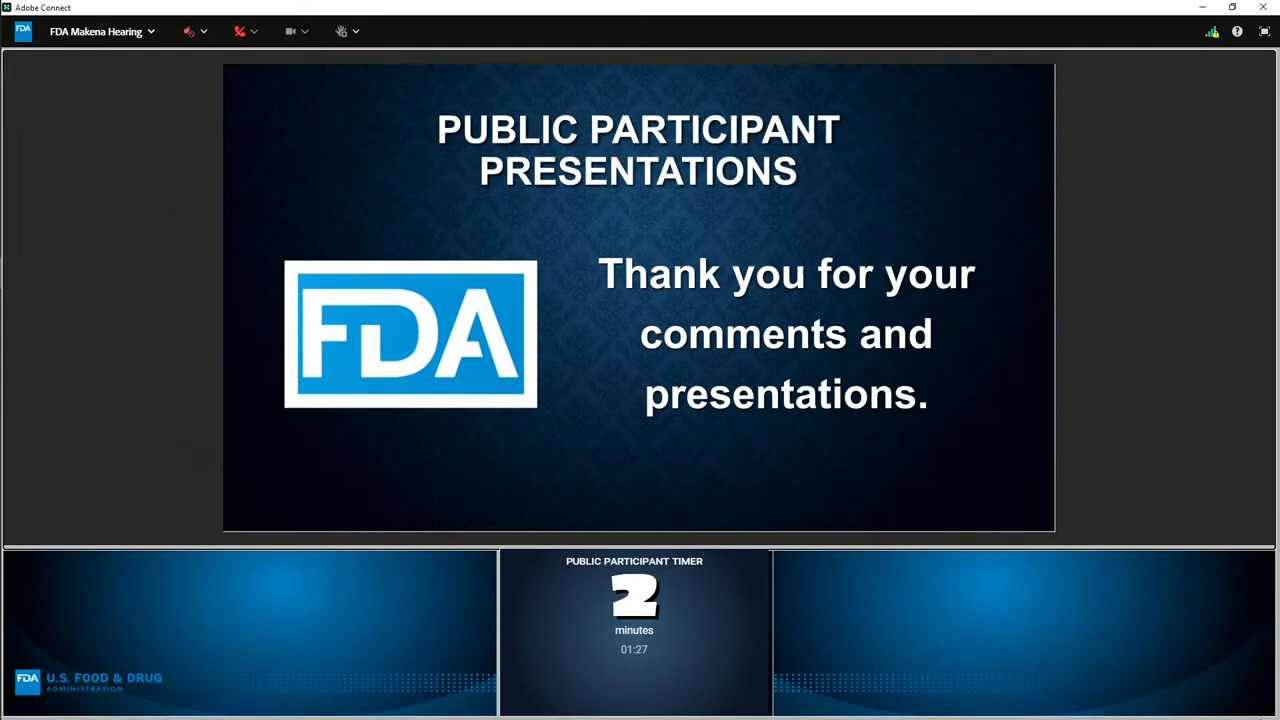 Adobe Connect
FDA
FDA Makena Hearing
PUBLIC PARTICIPANT
PRESENTATIONS
FDA
Thank you for your
comments and
presentations.
PUBLIC PARTICIPANT TIMER
2
minutes
01:27
FDA
U.S. FOOD & DRUG
ADMINISTRATION